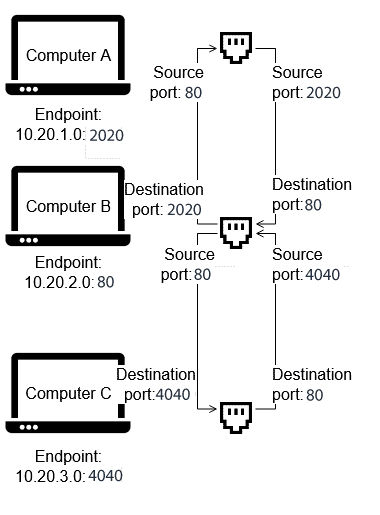 Computer A
Endpoint:
10.20.1.0: 2020
Source
port: 80
Source
port: 2020
Computer B
Endpoint:
10.20.2.0: 80
Destination
port: 2020
Destination
port: 80
Source
port: 80
Source
port: 4040
Computer C
Endpoint:
10.20.3.0: 4040
Destination
port:4040
Destination
port: 80